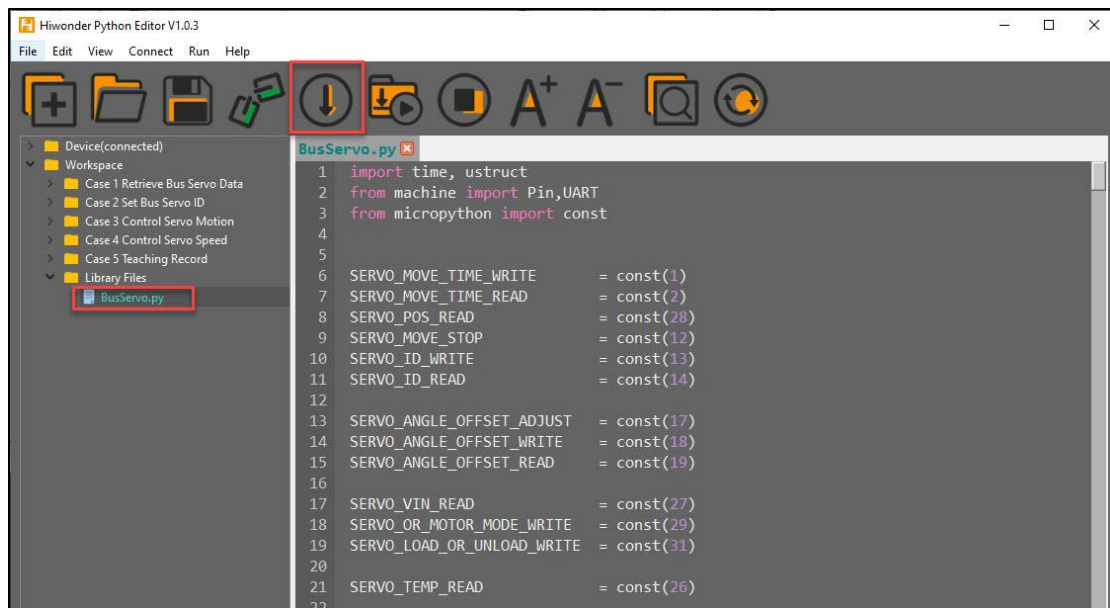 Hiwonder Python Editor V1.0.3
File Edit View Connect Run Help
A+ A-
Device(connected)
Workspace
Case 1 Retrieve Bus Servo Data
Case 2 Set Bus Servo ID
Case 3 Control Servo Motion
Case 4 Control Servo Speed
Case 5 Teaching Record
Library Files
BusServo.py
BusServo.py
1 import time, ustruct
2 from machine import Pin,UART
3 from micropython import const
4
5
6 SERVO_MOVE_TIME_WRITE = const(1)
7 SERVO_MOVE_TIME_READ = const(2)
8 SERVO_POS_READ = const(28)
9 SERVO_MOVE_STOP = const(12)
10 SERVO_ID_WRITE = const(13)
11 SERVO_ID_READ = const(14)
12
13 SERVO_ANGLE_OFFSET_ADJUST = const(17)
14 SERVO_ANGLE_OFFSET_WRITE = const(18)
15 SERVO_ANGLE_OFFSET_READ = const(19)
16
17 SERVO_VIN_READ = const(27)
18 SERVO_OR_MOTOR_MODE_WRITE = const(29)
19 SERVO_LOAD_OR_UNLOAD_WRITE = const(31)
20
21 SERVO_TEMP_READ = const(26)
22